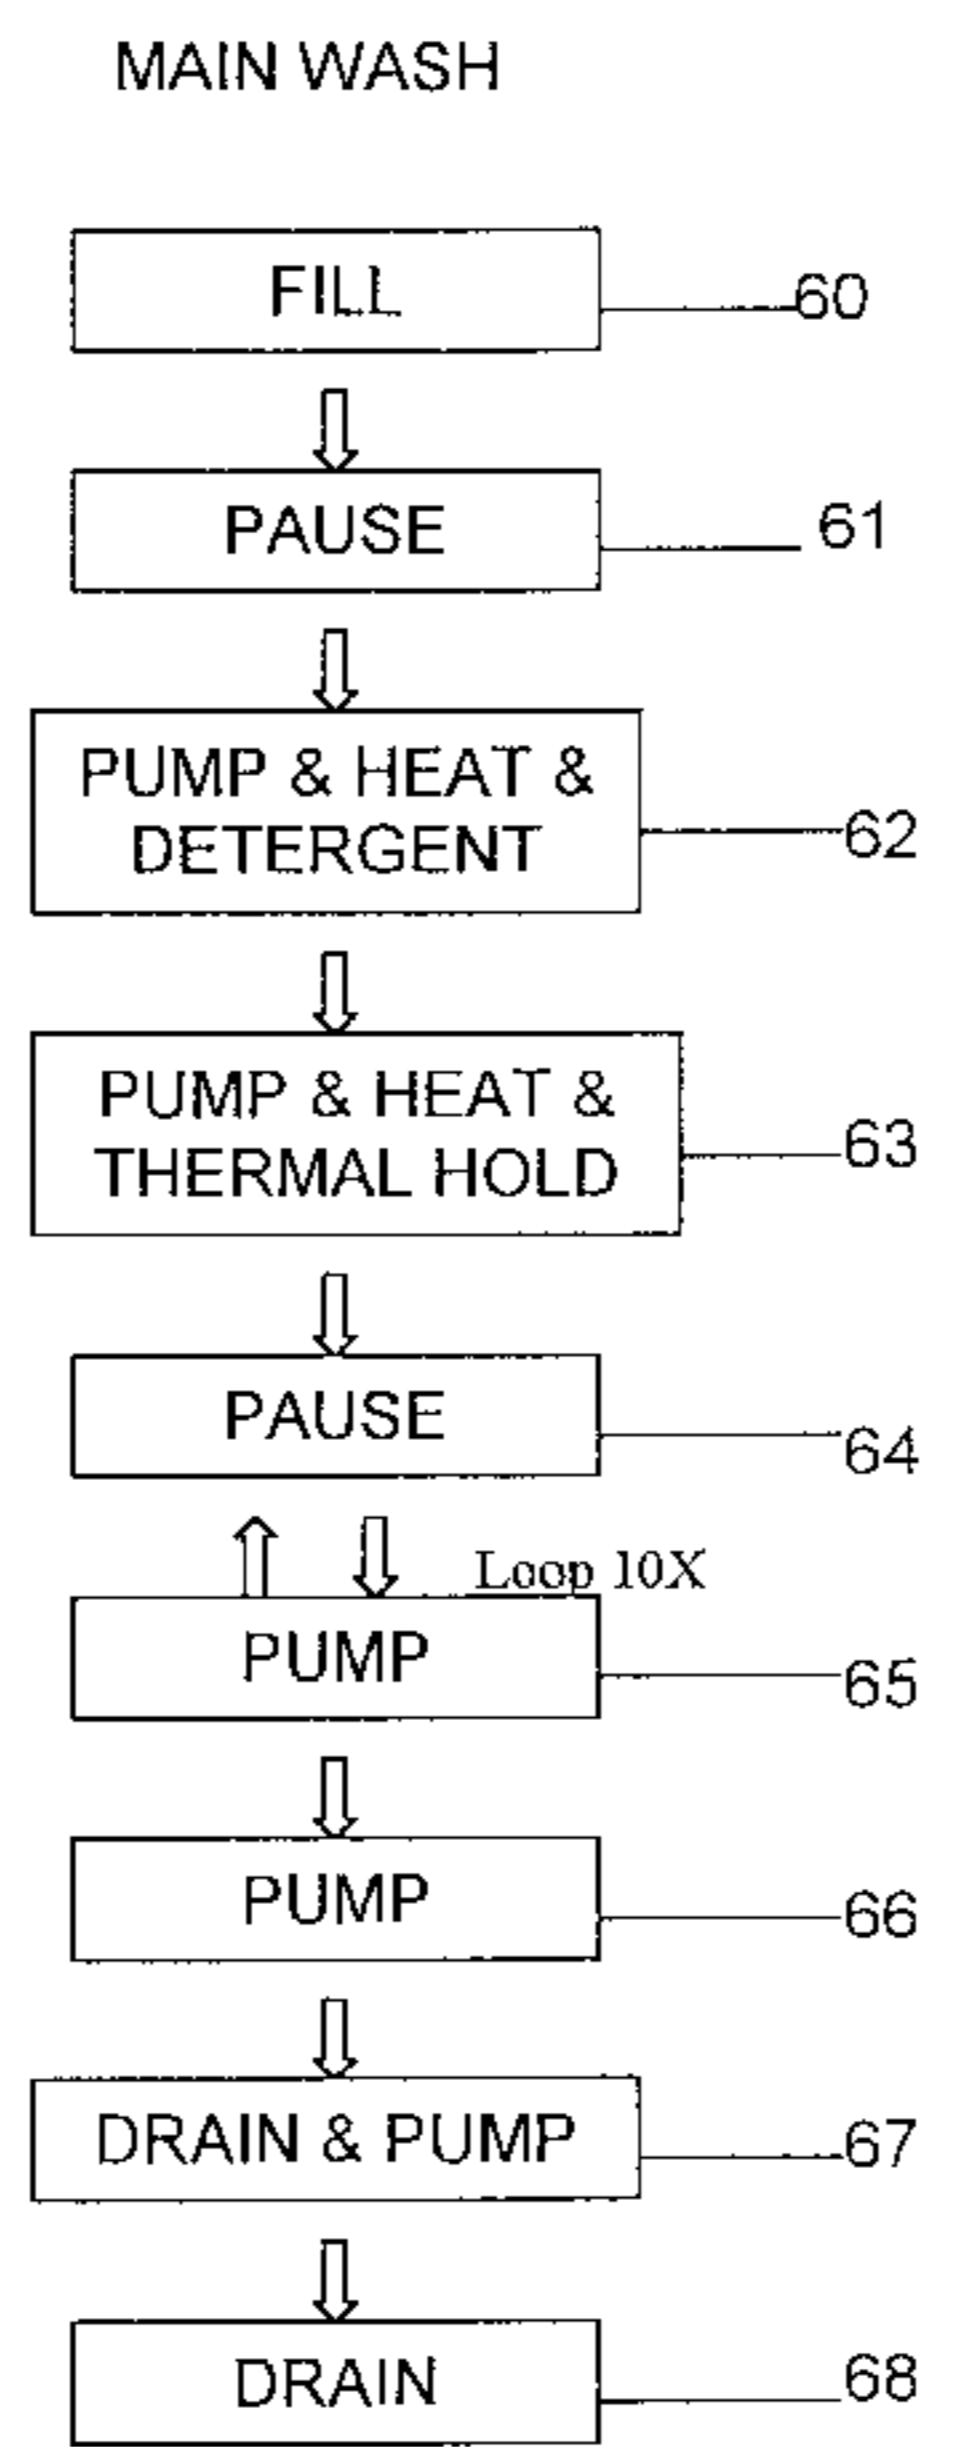 MAIN WASH
FILL
60
PAUSE
61
PUMP & HEAT &
DETERGENT
62
PUMP & HEAT &
THERMAL HOLD
63
PAUSE
64
Loop 10X
PUMP
65
PUMP
66
DRAIN & PUMP
67
DRAIN
68